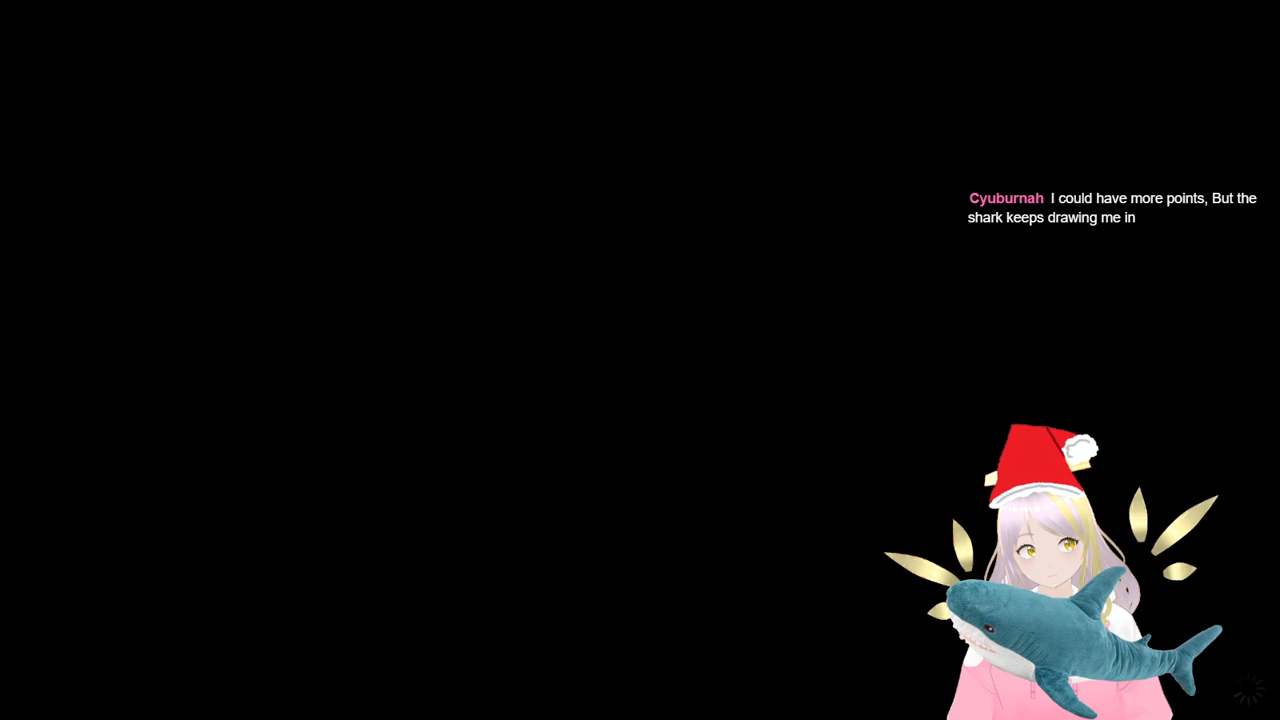 Cyuburnah I could have more points, But the
shark keeps drawing me in